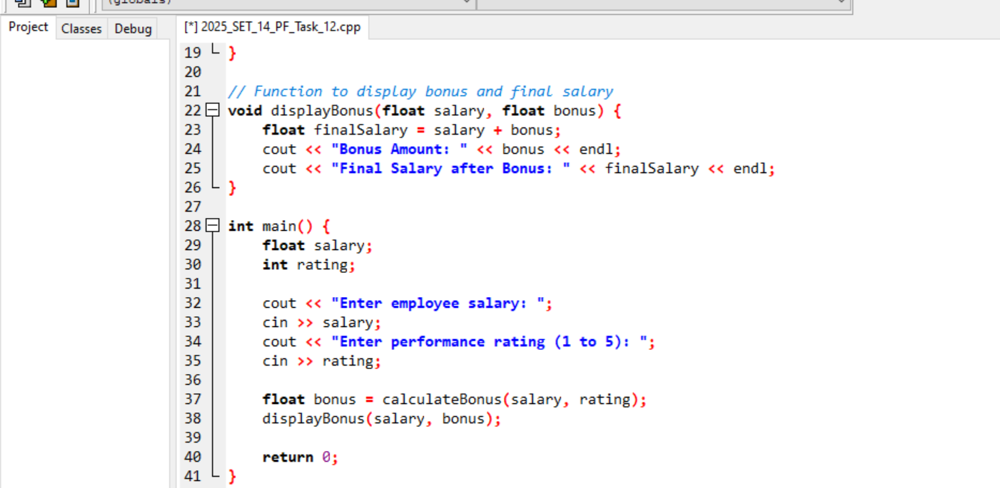 (globals)
Project Classes Debug
[*] 2025_SET_14_PF_Task_12.cpp
19 }
20
21 // Function to display bonus and final salary
22 void displayBonus(float salary, float bonus) {
23 float finalSalary = salary + bonus;
24 cout << "Bonus Amount: " << bonus << endl;
25 cout << "Final Salary after Bonus: " << finalSalary << endl;
26 }
27
28 int main() {
29 float salary;
30 int rating;
31
32 cout << "Enter employee salary: ";
33 cin >> salary;
34 cout << "Enter performance rating (1 to 5): ";
35 cin >> rating;
36
37 float bonus = calculateBonus(salary, rating);
38 displayBonus(salary, bonus);
39
40 return 0;
41 }